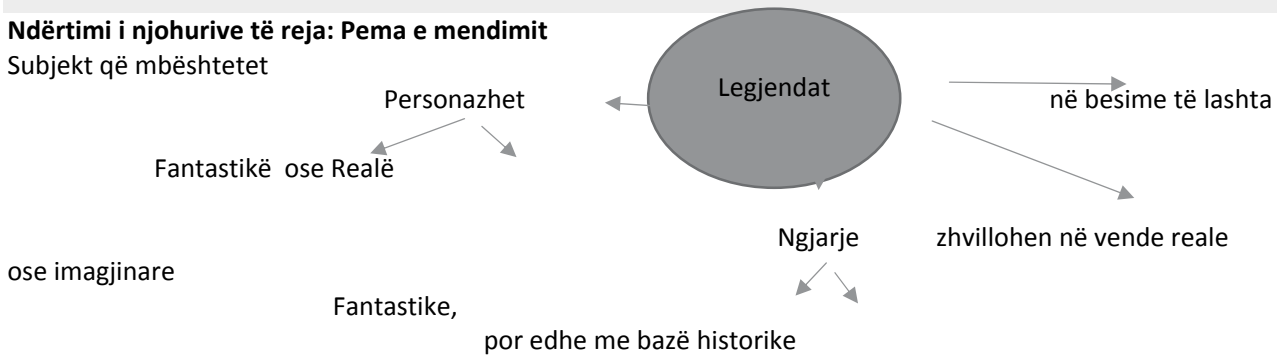 Ndërtimi i njohurive të reja: Pema e mendimit
Subjekt që mbështetet
Legjendat
Personazhet
në besime të lashta
Fantastikë ose Realë
Ngjarje
zhvillohen në vende reale
ose imagjinare
Fantastike,
por edhe me bazë historike